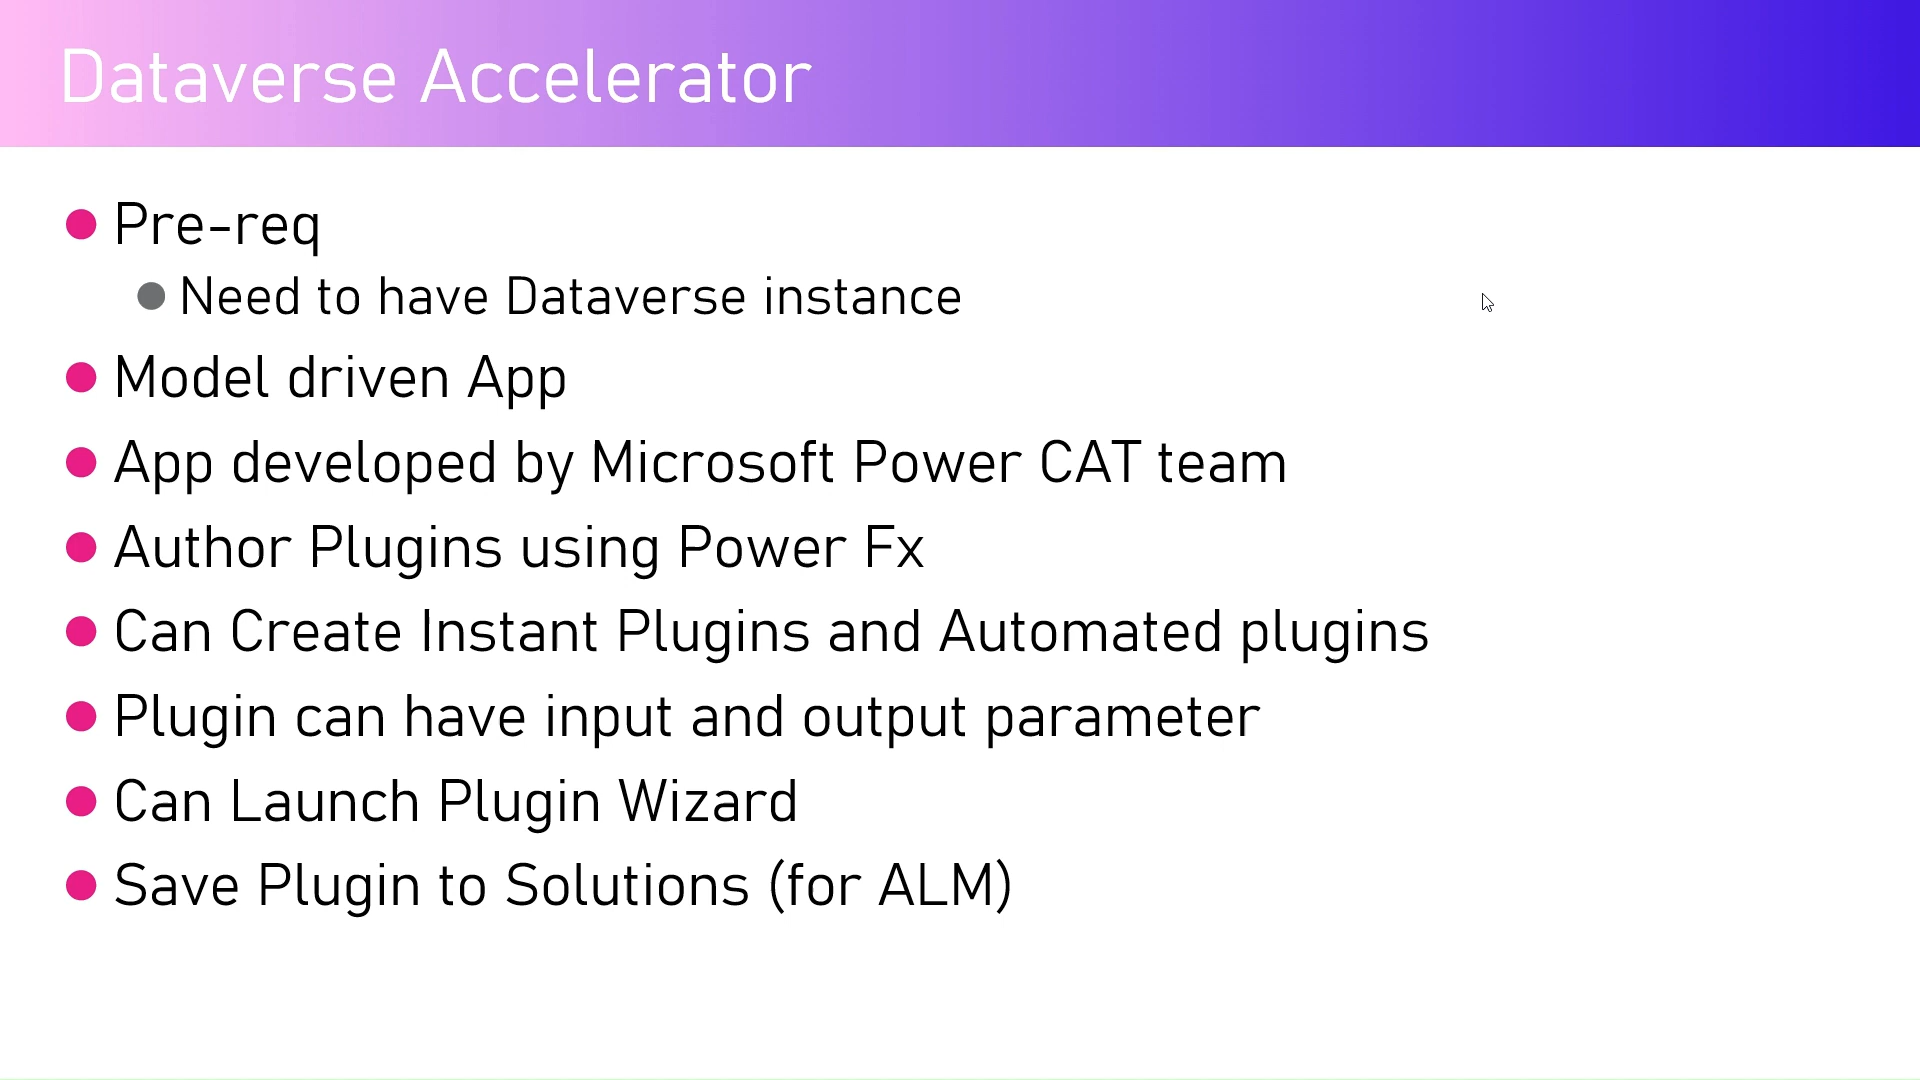 Dataverse Accelerator
Pre-req
Need to have Dataverse instance
Model driven App
App developed by Microsoft Power CAT team
Author Plugins using Power Fx
Can Create Instant Plugins and Automated plugins
Plugin can have input and output parameter
Can Launch Plugin Wizard
Save Plugin to Solutions (for ALM)